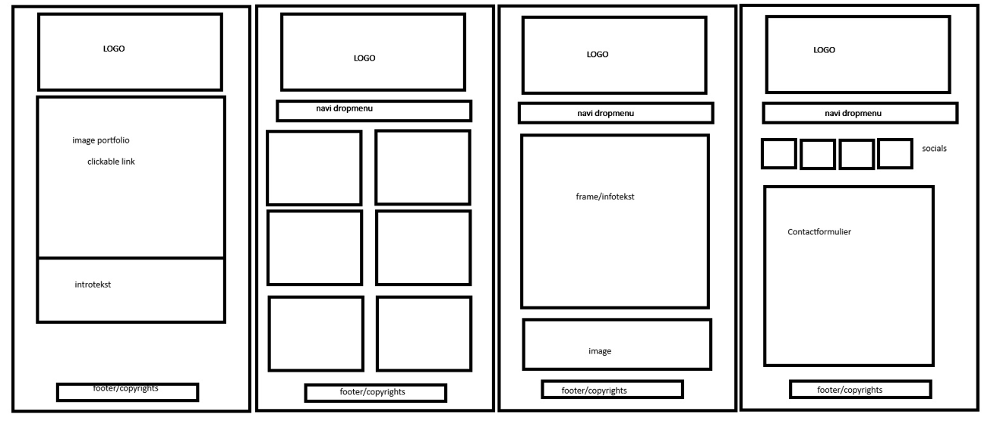 LOGO
image portfolio
clickable link
introtekst
footer/copyrights
LOGO
navi dropmenu
footer/copyrights
LOGO
navi dropmenu
frame/infotekst
image
footer/copyrights
LOGO
navi dropmenu
socials
Contactformulier
footer/copyrights